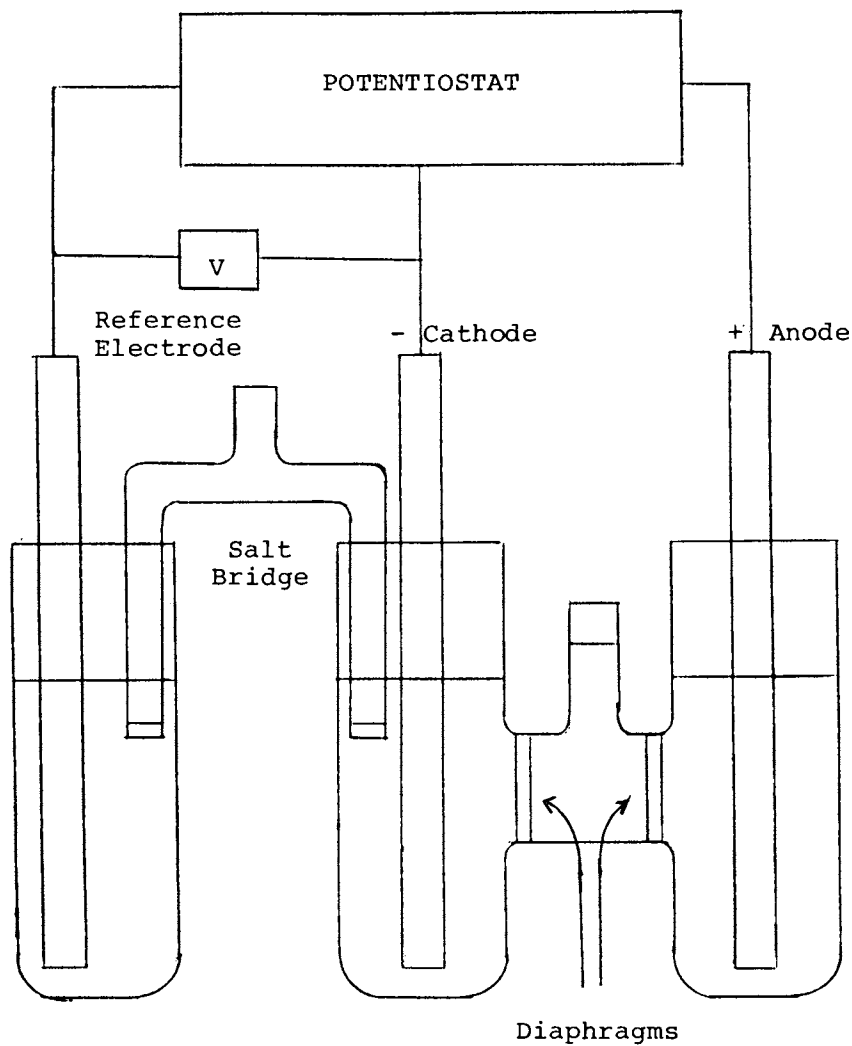 POTENTIOSTAT
V
Reference
Electrode
- Cathode
+ Anode
Salt
Bridge
Diaphragms